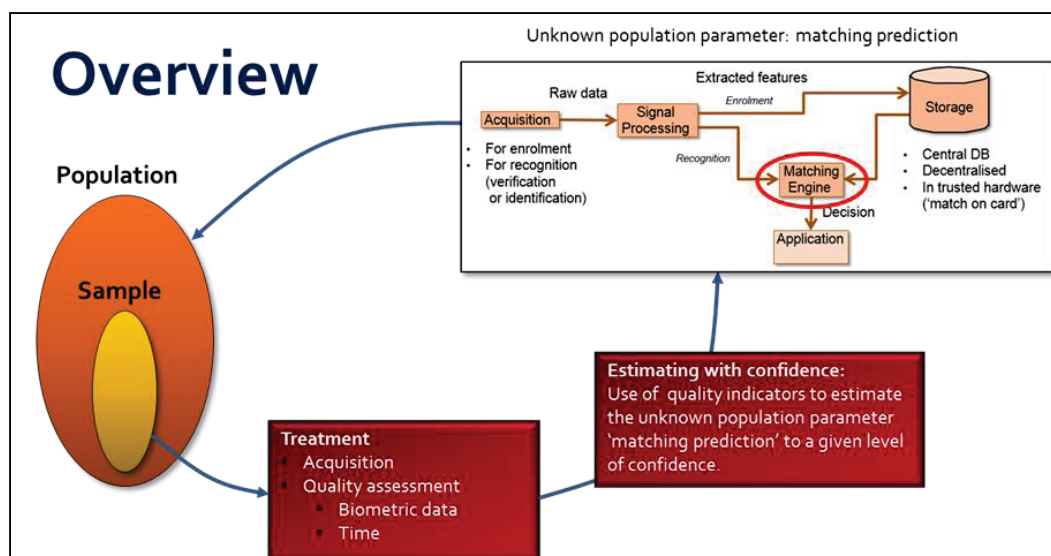 Overview
Unknown population parameter: matching prediction
Extracted features
Raw data
Enrolment
Acquisition
Signal
Processing
Storage
• For enrolment
• For recognition
(verification
or identification)
Recognition
Matching
Engine
• Central DB
• Decentralised
• In trusted hardware
('match on card')
Decision
Application
Population
Sample
Treatment
▪ Acquisition
▪ Quality assessment
▪ Biometric data
▪ Time
Estimating with confidence:
Use of quality indicators to estimate
the unknown population parameter
'matching prediction' to a given level
of confidence.